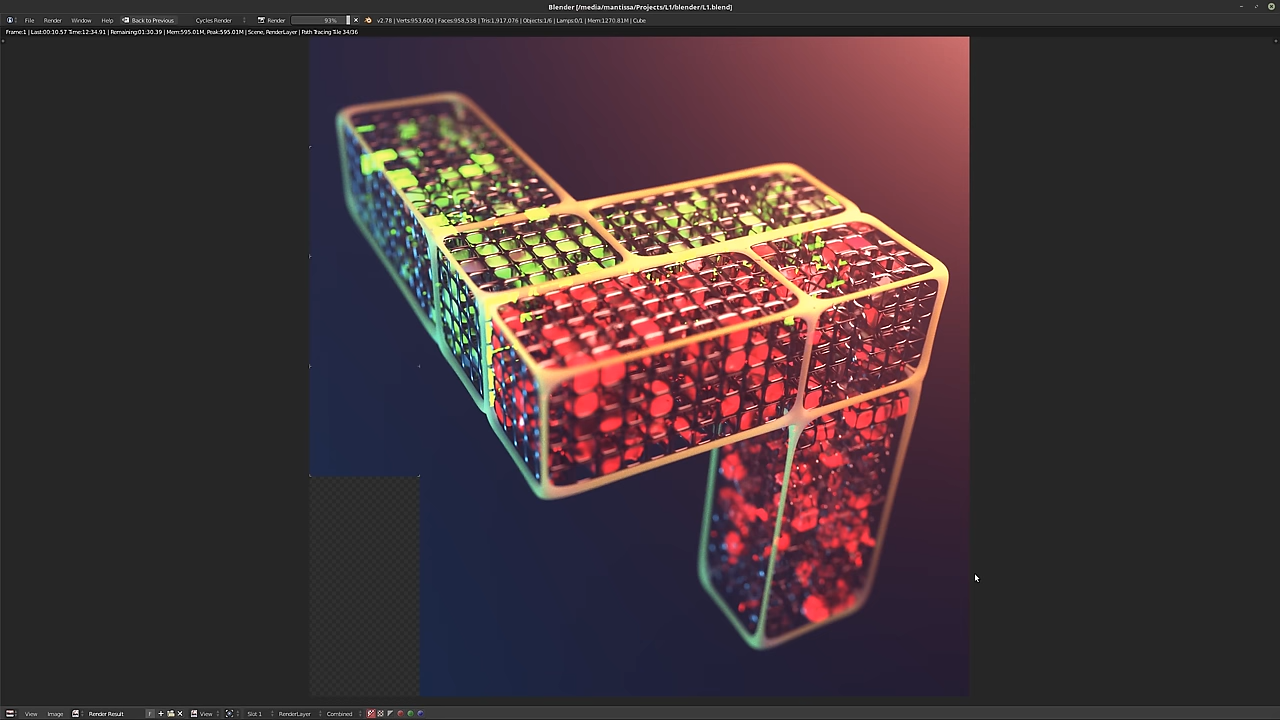 Blender [/media/mantissa/Projects/L1/blender/L1.blend]
File Render Window Help Back to Previous Cycles Render Render 93% v2.78 | Verts:953,600 | Faces:958,538 | Tris:1,917,076 | Objects:1/6 | Lamps:0/1 | Mem:1270.81M | Cube
Frame:1 | Last:00:10.57 Time:12:34.91 | Remaining:01:30.39 | Mem:595.01M, Peak:595.01M | Scene, RenderLayer | Path Tracing Tile 34/36
View Image Render Result F View Slot 1 RenderLayer Combined